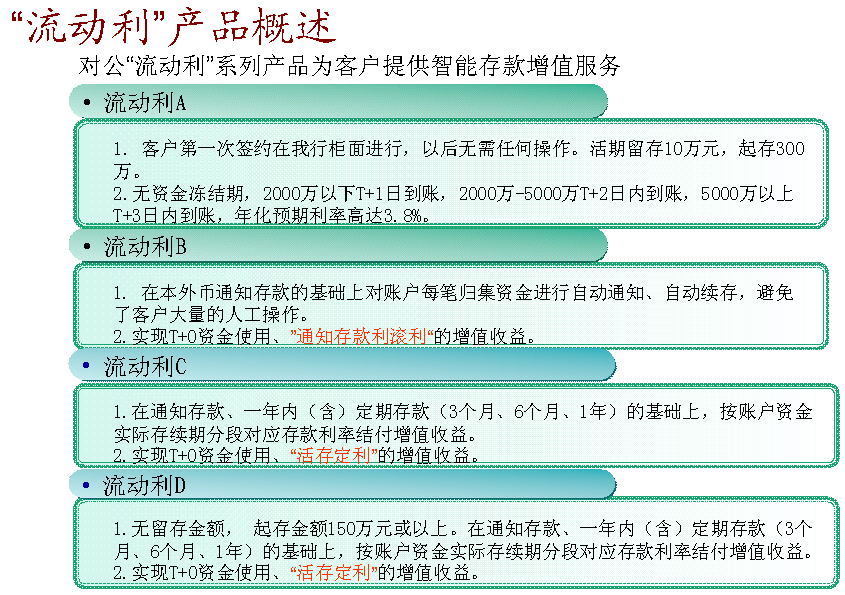 “流动利”产品概述
对公“流动利”系列产品为客户提供智能存款增值服务
• 流动利A
1. 客户第一次签约在我行柜面进行，以后无需任何操作。活期留存10万元，起存300
万。
2.无资金冻结期，2000万以下T+1日到账，2000万-5000万T+2日内到账，5000万以上
T+3日内到账，年化预期利率高达3.8%。
• 流动利B
1. 在本外币通知存款的基础上对账户每笔归集资金进行自动通知、自动续存，避免
了客户大量的人工操作。
2.实现T+0资金使用、”通知存款利滚利“的增值收益。
• 流动利C
1.在通知存款、一年内（含）定期存款（3个月、6个月、1年）的基础上，按账户资金
实际存续期分段对应存款利率结付增值收益。
2.实现T+0资金使用、“活存定利”的增值收益。
• 流动利D
1.无留存金额， 起存金额150万元或以上。在通知存款、一年内（含）定期存款（3个
月、6个月、1年）的基础上，按账户资金实际存续期分段对应存款利率结付增值收益。
2.实现T+0资金使用、“活存定利”的增值收益。